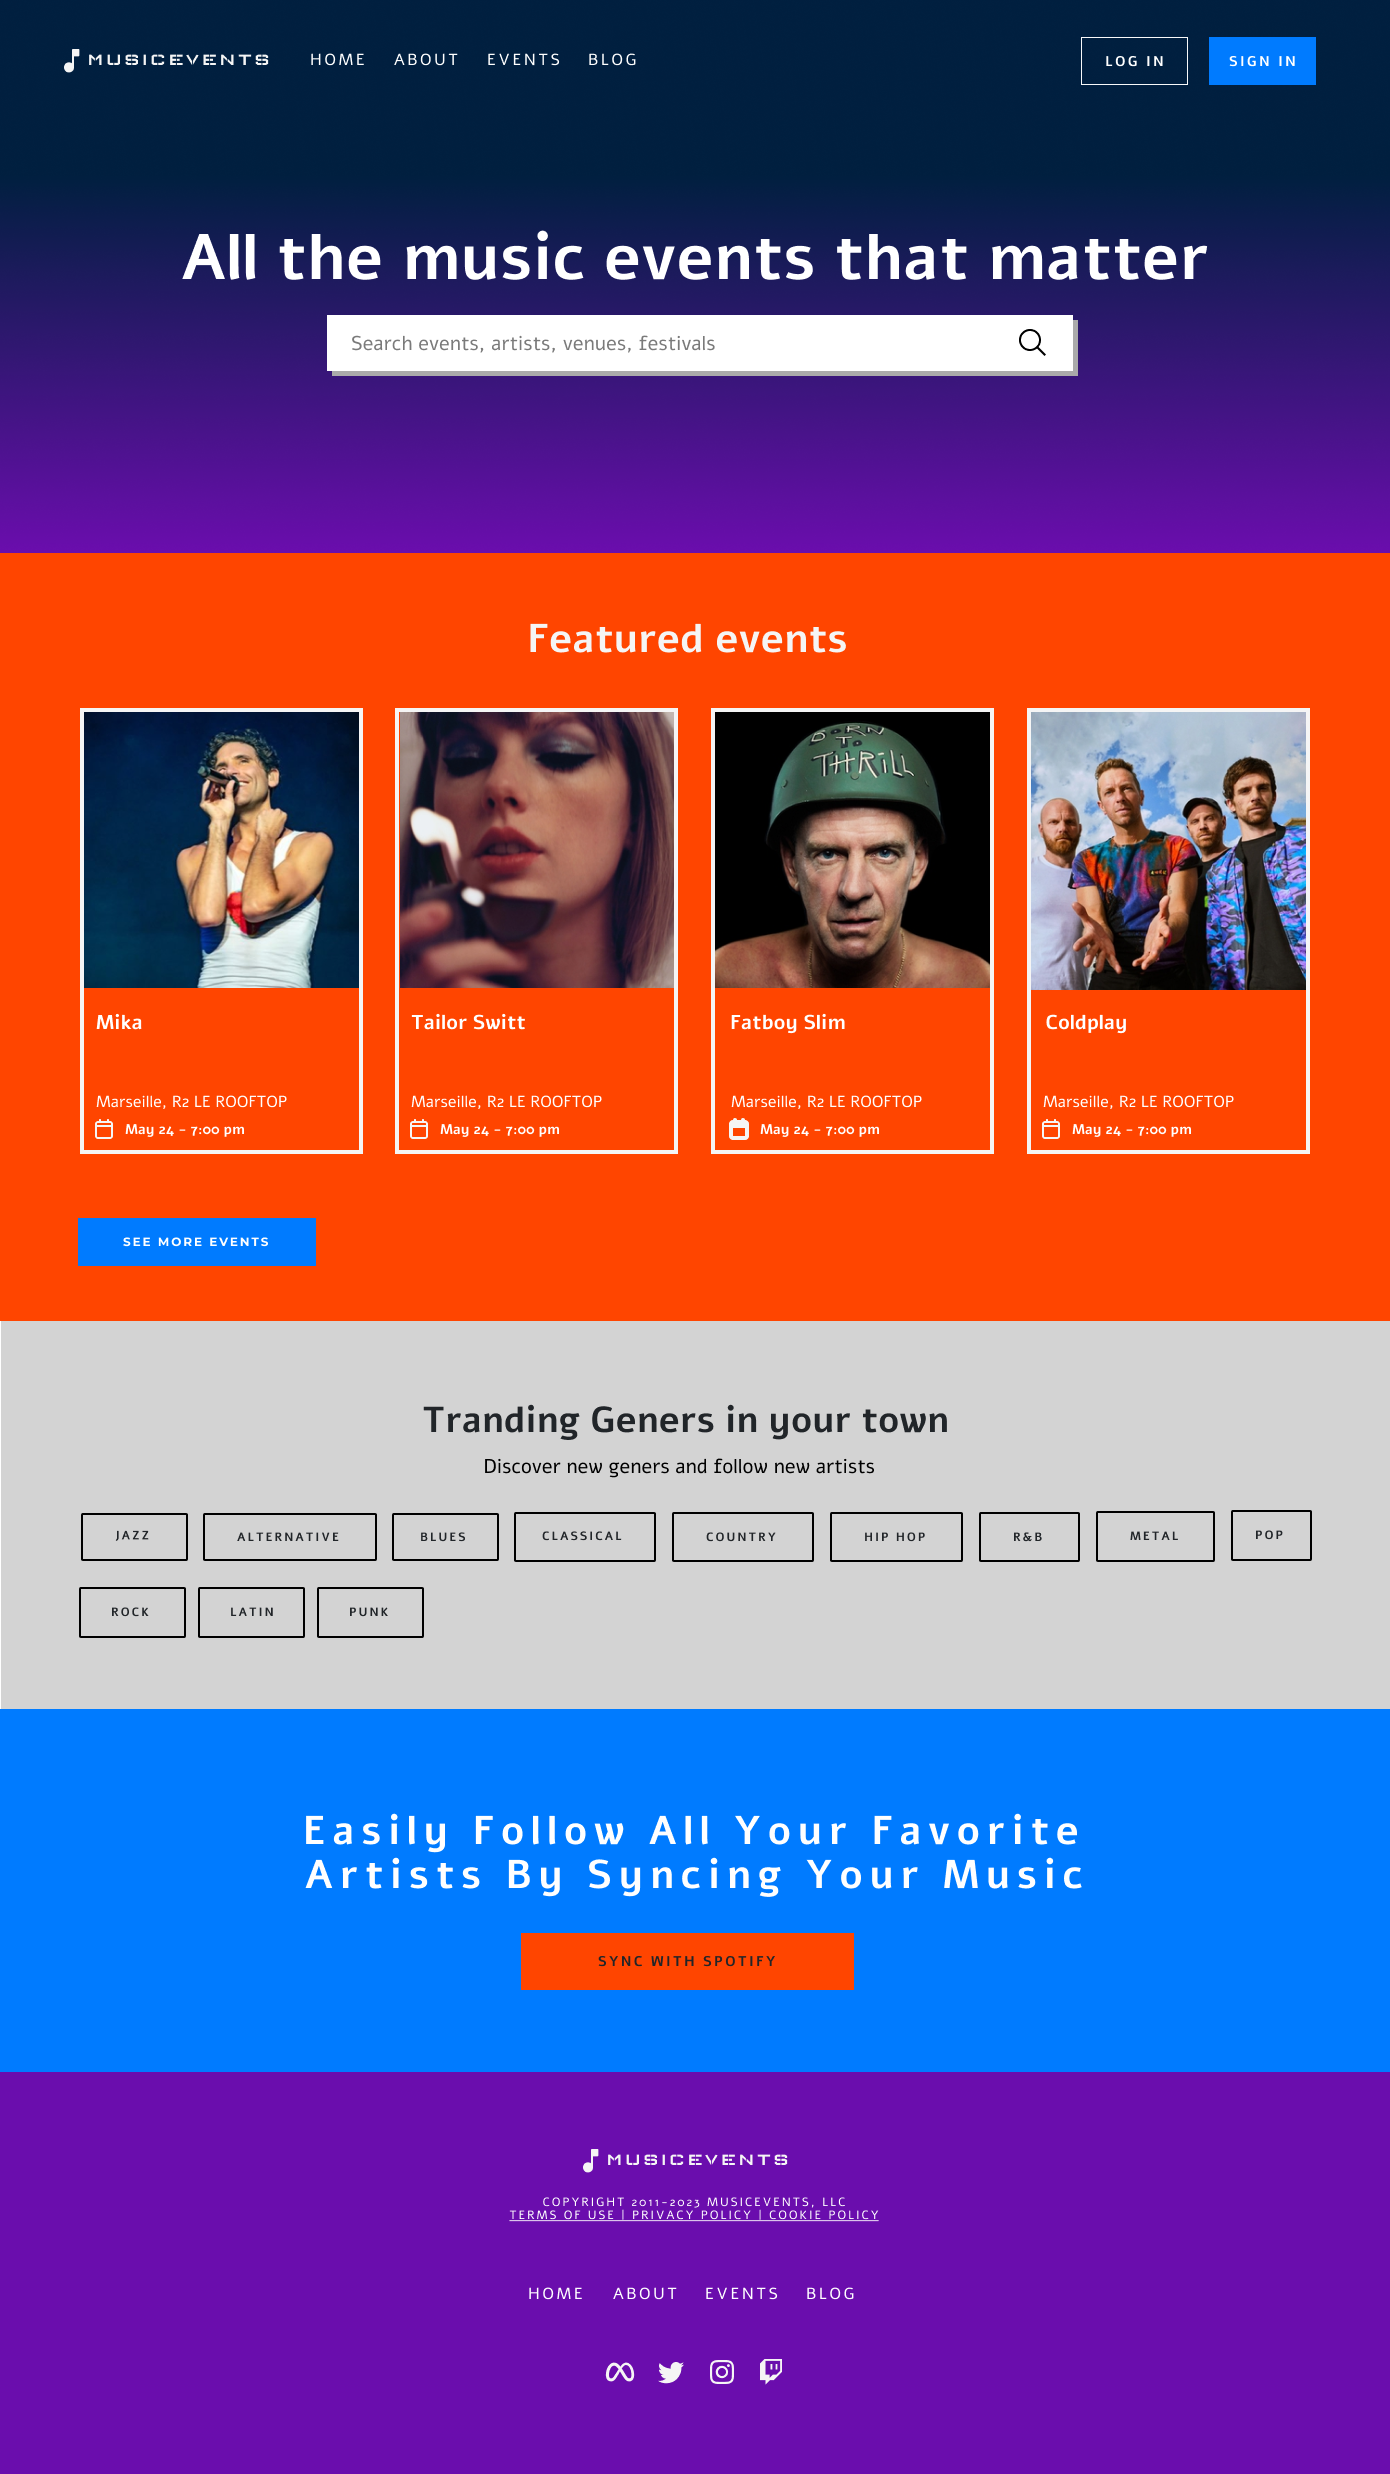 MUSICEVENTS HOME ABOUT EVENTS BLOG LOG IN SIGN IN
All the music events that matter
Search events, artists, venues, festivals
Featured events
BORN
TO
THRILL
Mika
Marseille, R2 LE ROOFTOP
May 24 - 7:00 pm
Tailor Switt
Marseille, R2 LE ROOFTOP
May 24 - 7:00 pm
Fatboy Slim
Marseille, R2 LE ROOFTOP
May 24 - 7:00 pm
Coldplay
Marseille, R2 LE ROOFTOP
May 24 - 7:00 pm
SEE MORE EVENTS
Tranding Geners in your town
Discover new geners and follow new artists
JAZZ ALTERNATIVE BLUES CLASSICAL COUNTRY HIP HOP R&B METAL POP
ROCK LATIN PUNK
Easily Follow All Your Favorite
Artists By Syncing Your Music
SYNC WITH SPOTIFY
MUSICEVENTS
COPYRIGHT 2011-2023 MUSICEVENTS, LLC
TERMS OF USE | PRIVACY POLICY | COOKIE POLICY
HOME ABOUT EVENTS BLOG